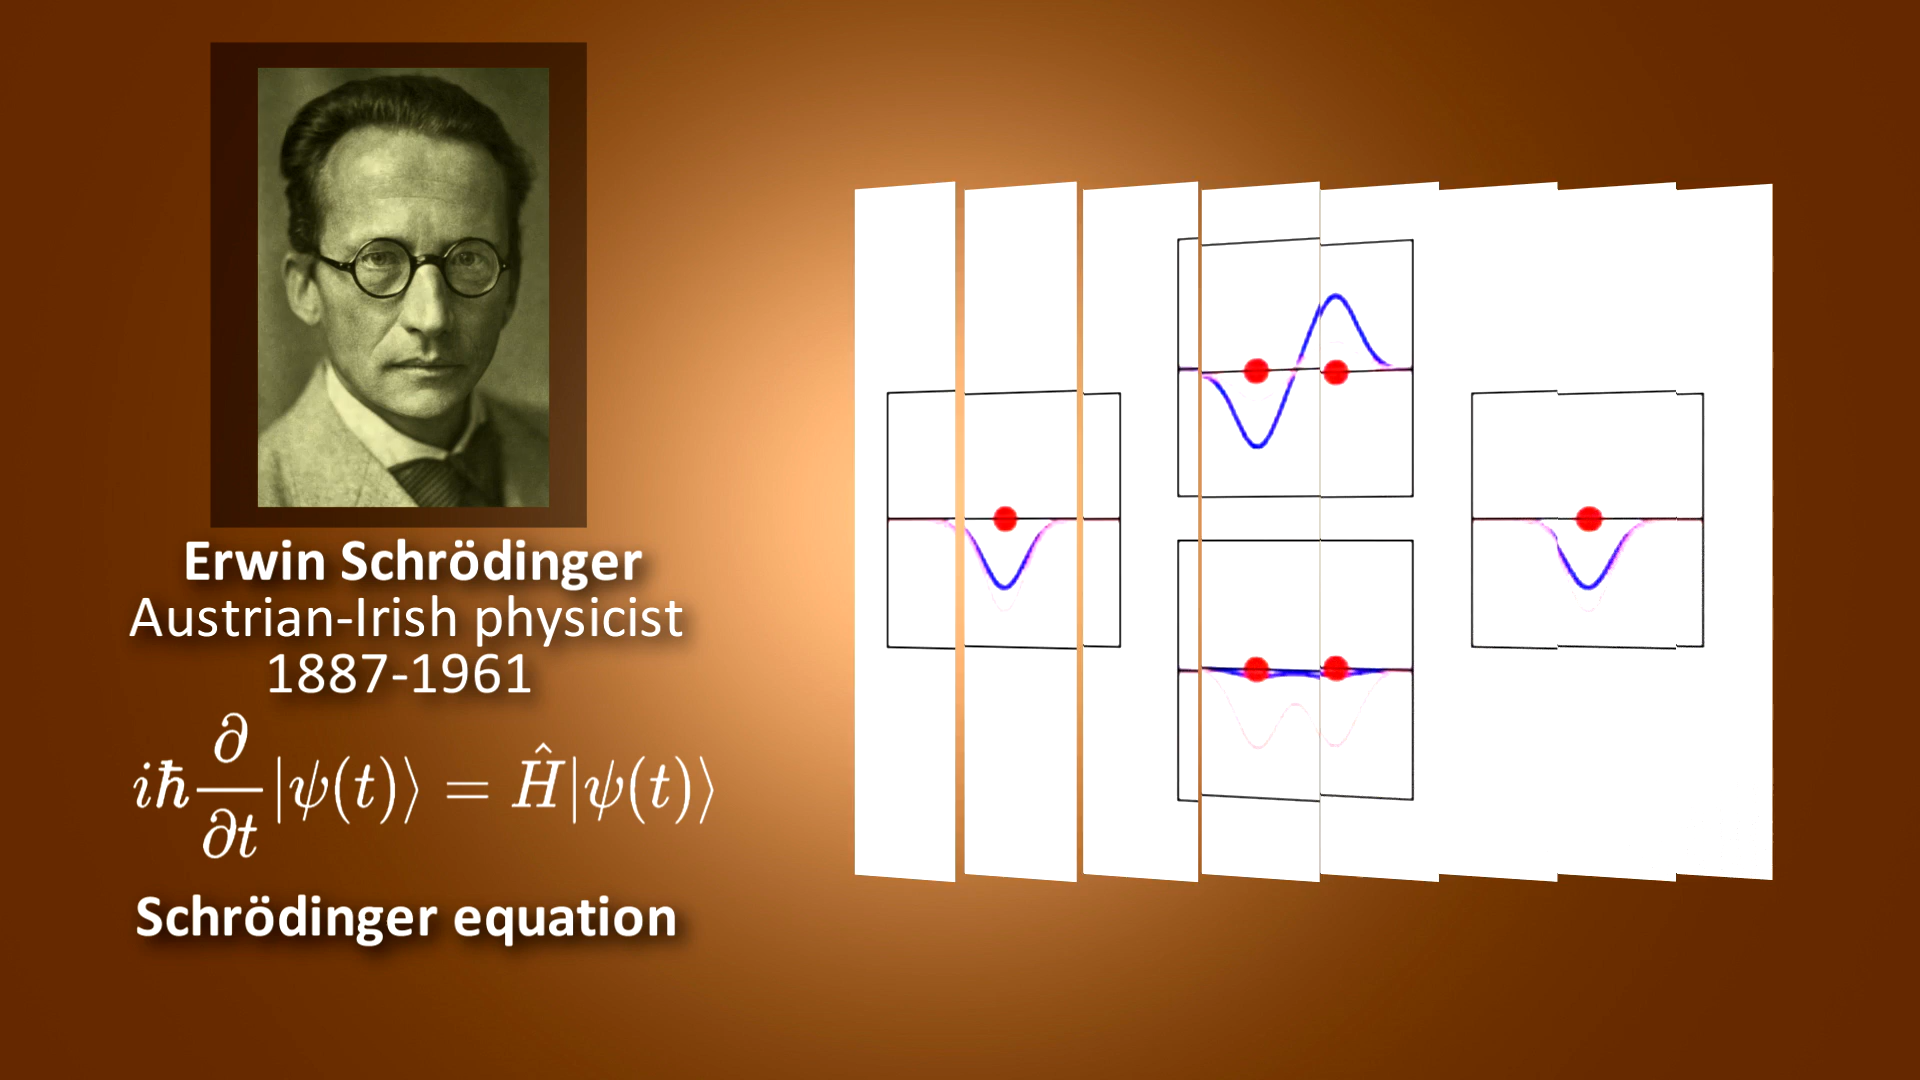 Erwin Schrödinger
Austrian-Irish physicist
1887-1961
iħ ∂/∂t |ψ(t)⟩ = Ĥ|ψ(t)⟩
Schrödinger equation